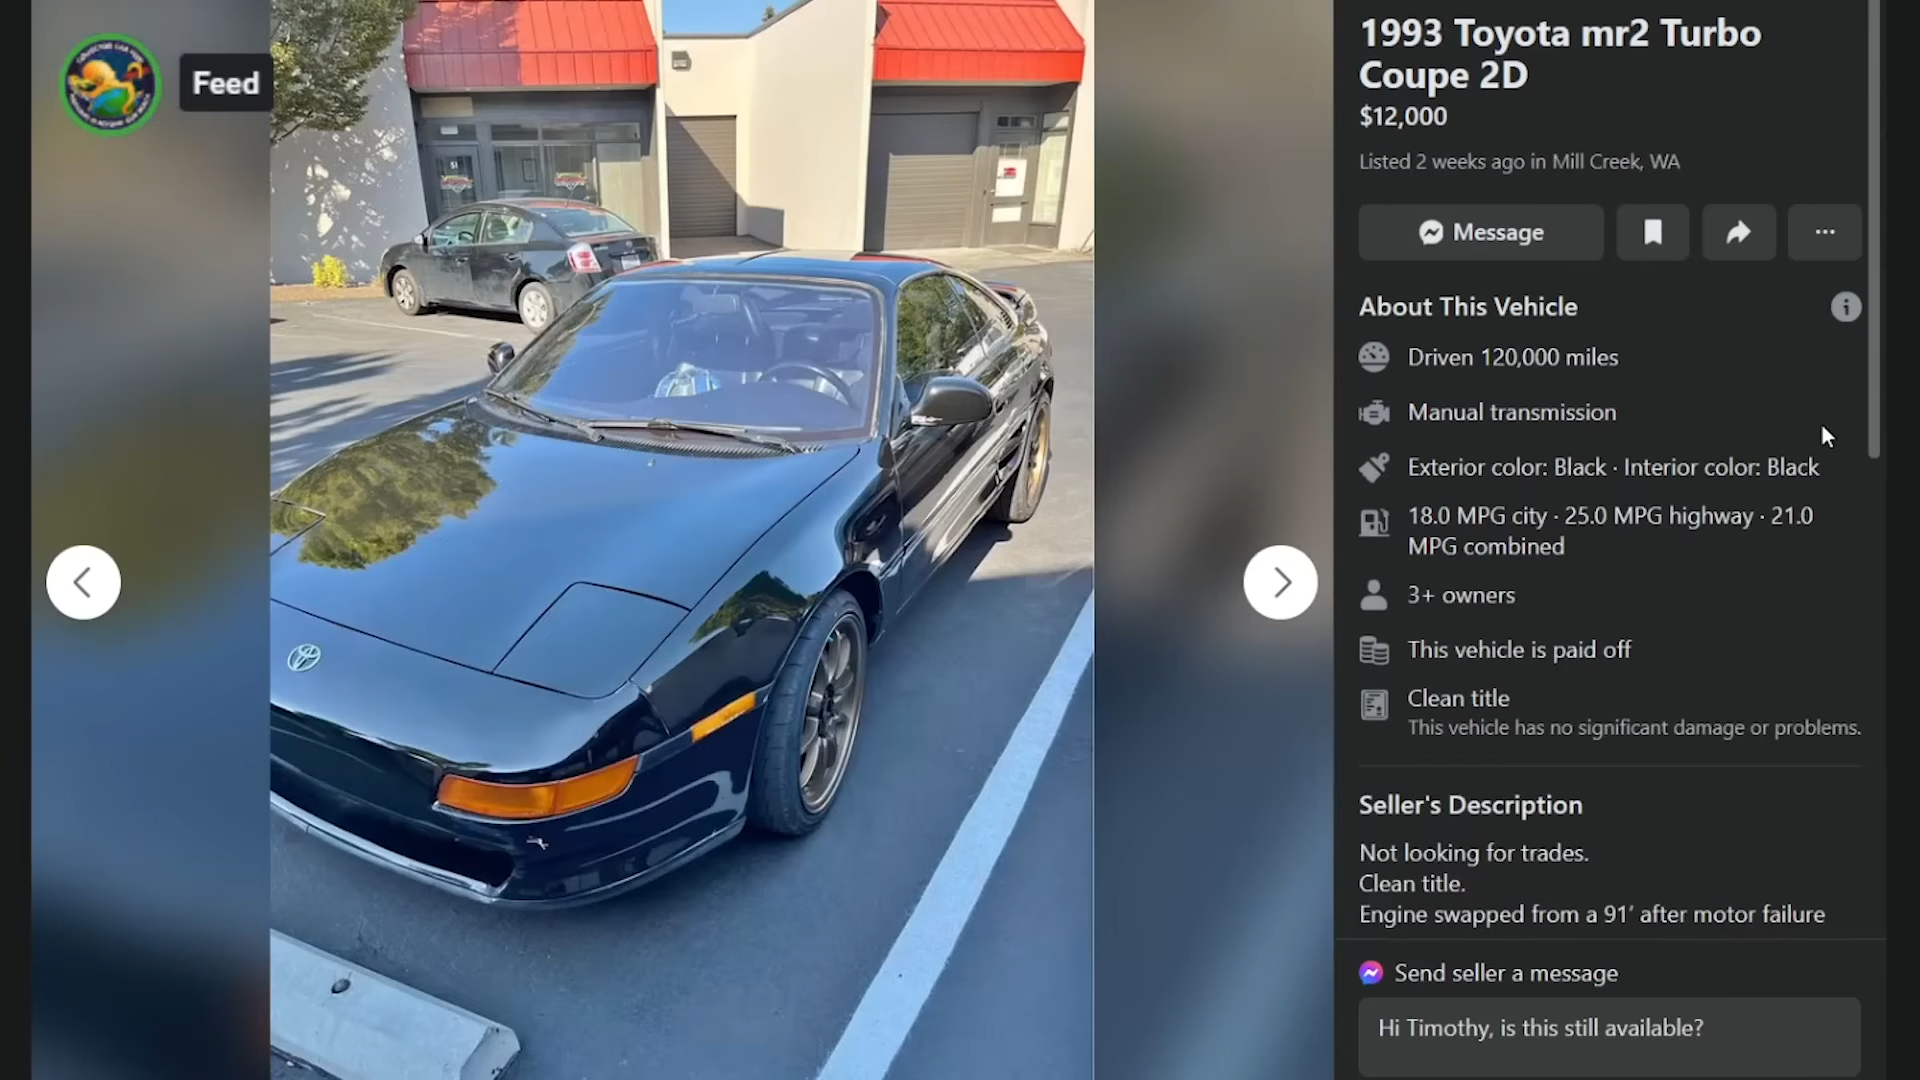 Feed
1993 Toyota mr2 Turbo
Coupe 2D
$12,000
Listed 2 weeks ago in Mill Creek, WA
Message
About This Vehicle
Driven 120,000 miles
Manual transmission
Exterior color: Black · Interior color: Black
18.0 MPG city · 25.0 MPG highway · 21.0
MPG combined
3+ owners
This vehicle is paid off
Clean title
This vehicle has no significant damage or problems.
Seller's Description
Not looking for trades.
Clean title.
Engine swapped from a 91’ after motor failure
Send seller a message
Hi Timothy, is this still available?